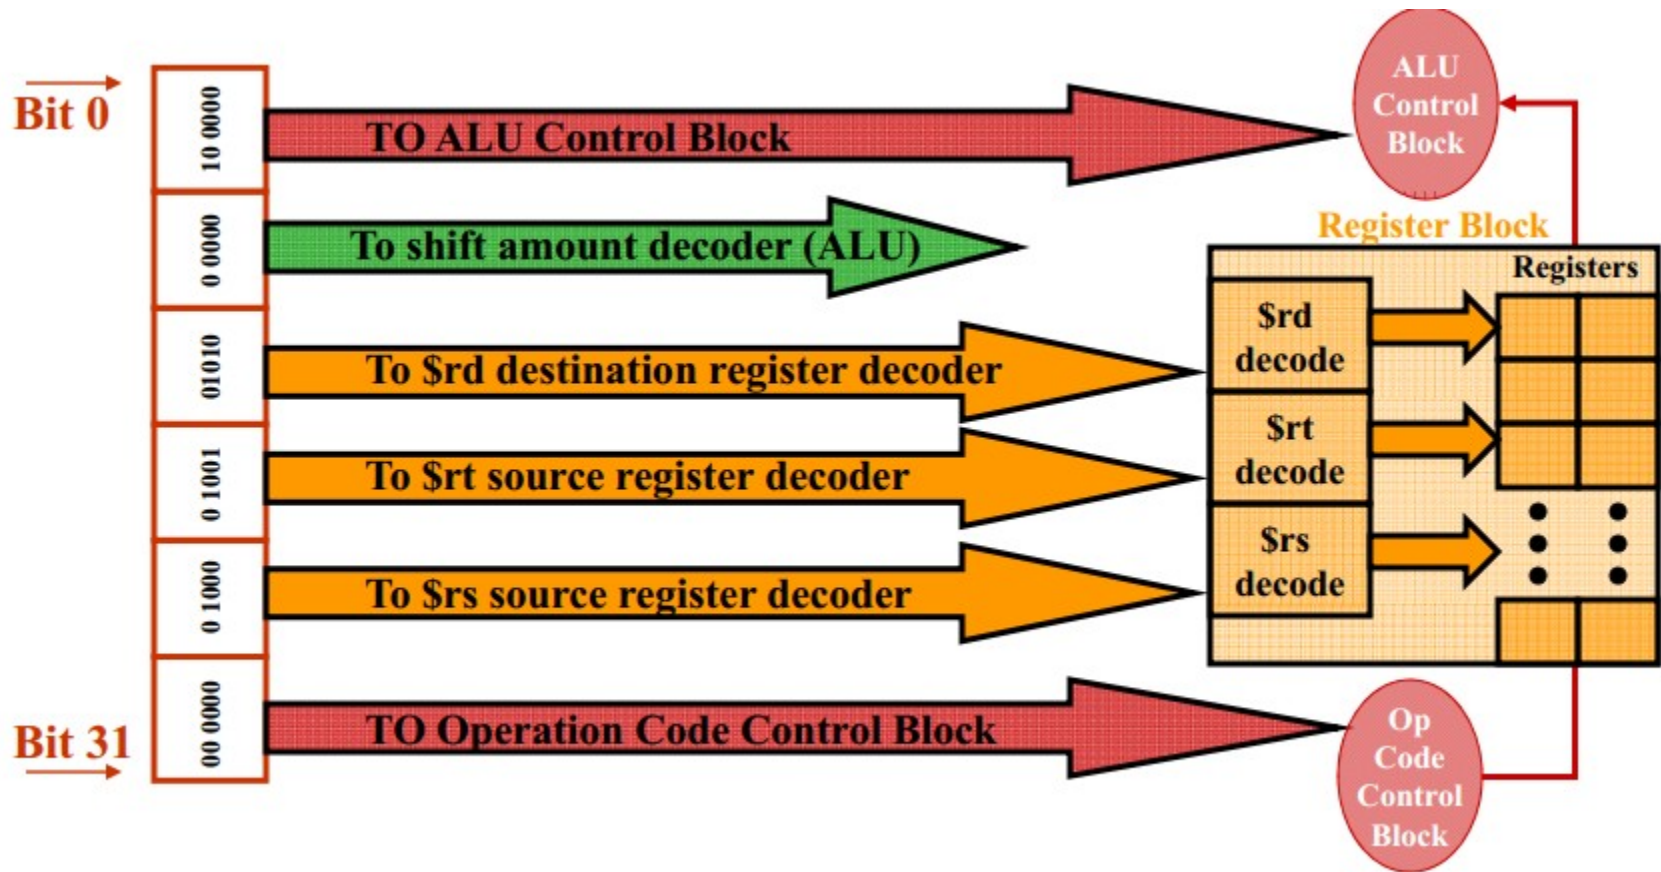 Bit 0
10 0000
TO ALU Control Block
ALU
Control
Block
0 0000
To shift amount decoder (ALU)
Register Block
Registers
01010
To $rd destination register decoder
$rd
decode
0 1001
To $rt source register decoder
$rt
decode
0 1000
To $rs source register decoder
$rs
decode
Bit 31
00 0000
TO Operation Code Control Block
Op
Code
Control
Block